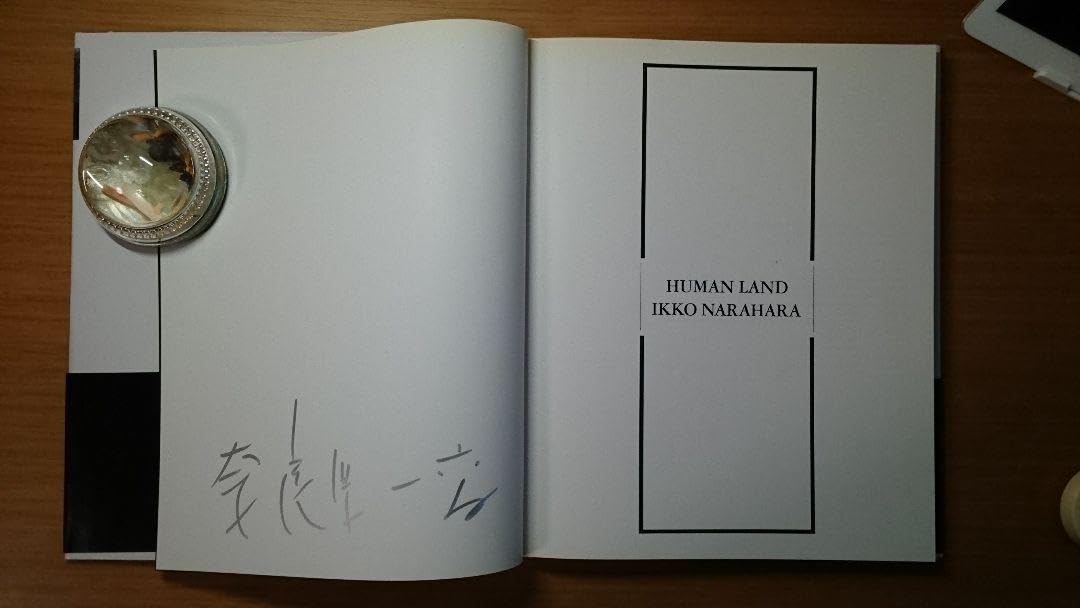 奈良原一高
HUMAN LAND
IKKO NARAHARA